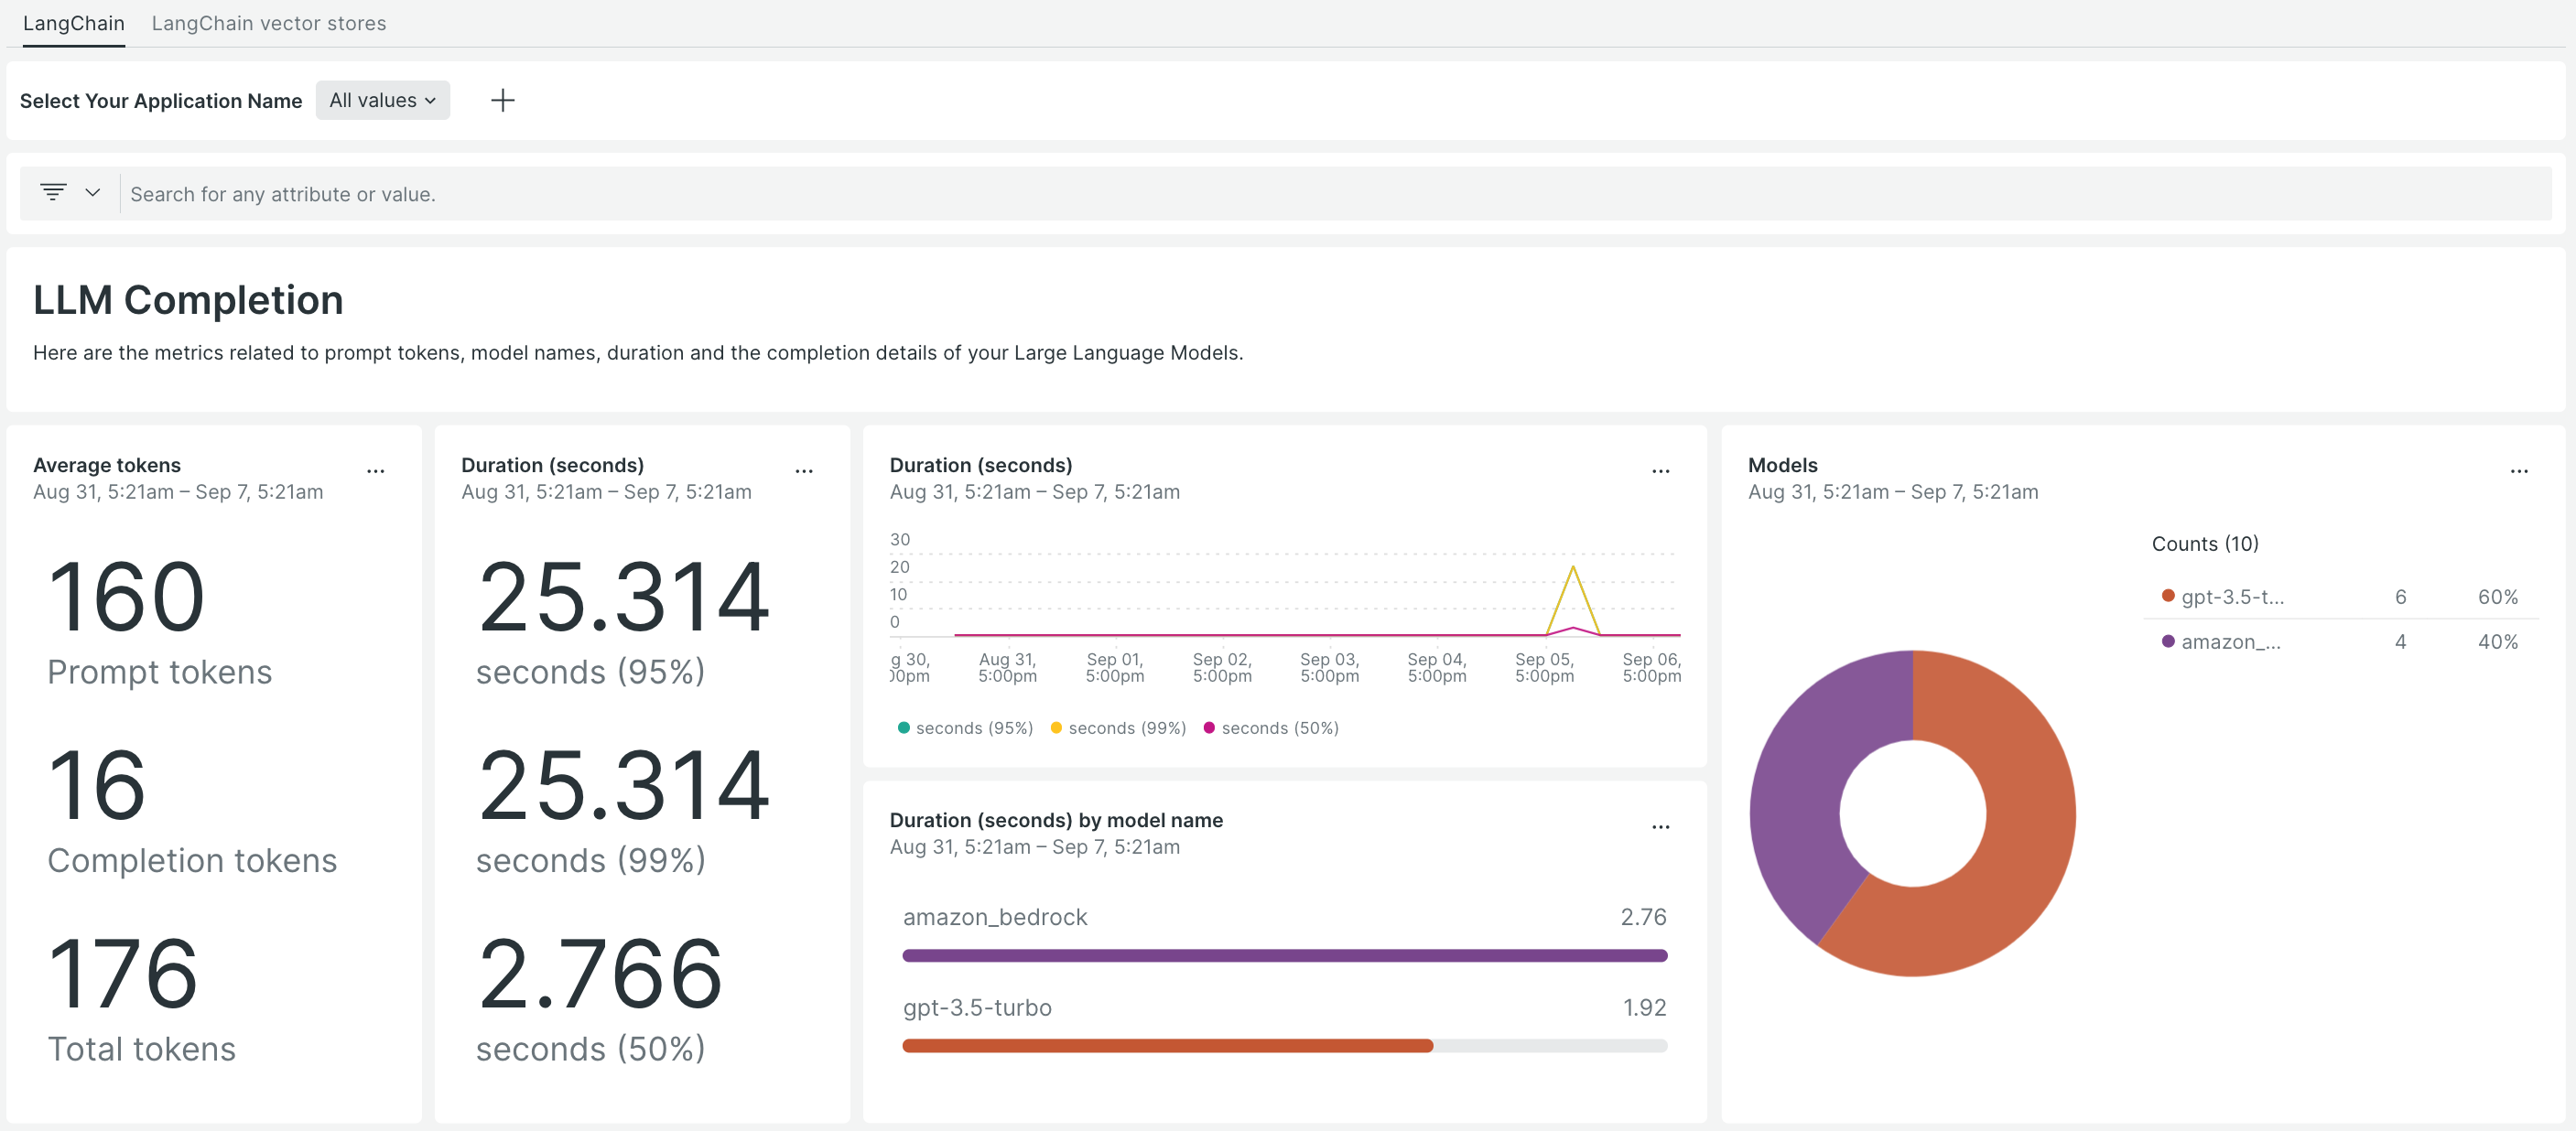 LangChain LangChain vector stores
Select Your Application Name All values
Search for any attribute or value.
LLM Completion
Here are the metrics related to prompt tokens, model names, duration and the completion details of your Large Language Models.
Average tokens ...
Aug 31, 5:21am – Sep 7, 5:21am
160
Prompt tokens
16
Completion tokens
176
Total tokens
Duration (seconds) ...
Aug 31, 5:21am – Sep 7, 5:21am
25.314
seconds (95%)
25.314
seconds (99%)
2.766
seconds (50%)
Duration (seconds) ...
Aug 31, 5:21am – Sep 7, 5:21am
30
20
10
0
g 30, Aug 31, Sep 01, Sep 02, Sep 03, Sep 04, Sep 05, Sep 06,
00pm 5:00pm 5:00pm 5:00pm 5:00pm 5:00pm 5:00pm 5:00pm
seconds (95%) seconds (99%) seconds (50%)
Duration (seconds) by model name ...
Aug 31, 5:21am – Sep 7, 5:21am
amazon_bedrock 2.76
gpt-3.5-turbo 1.92
Models ...
Aug 31, 5:21am – Sep 7, 5:21am
Counts (10)
gpt-3.5-t... 6 60%
amazon_... 4 40%